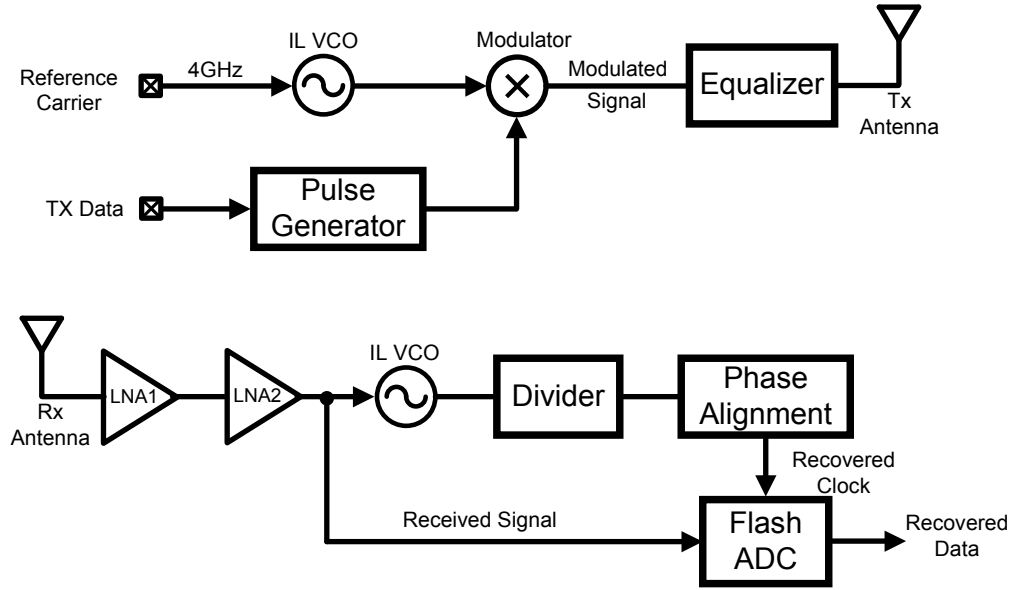 IL VCO
Modulator
Reference
Carrier
4GHz
Modulated
Signal
Equalizer
Tx
Antenna
TX Data
Pulse
Generator
Rx
Antenna
LNA1
LNA2
IL VCO
Divider
Phase
Alignment
Recovered
Clock
Received Signal
Flash
ADC
Recovered
Data